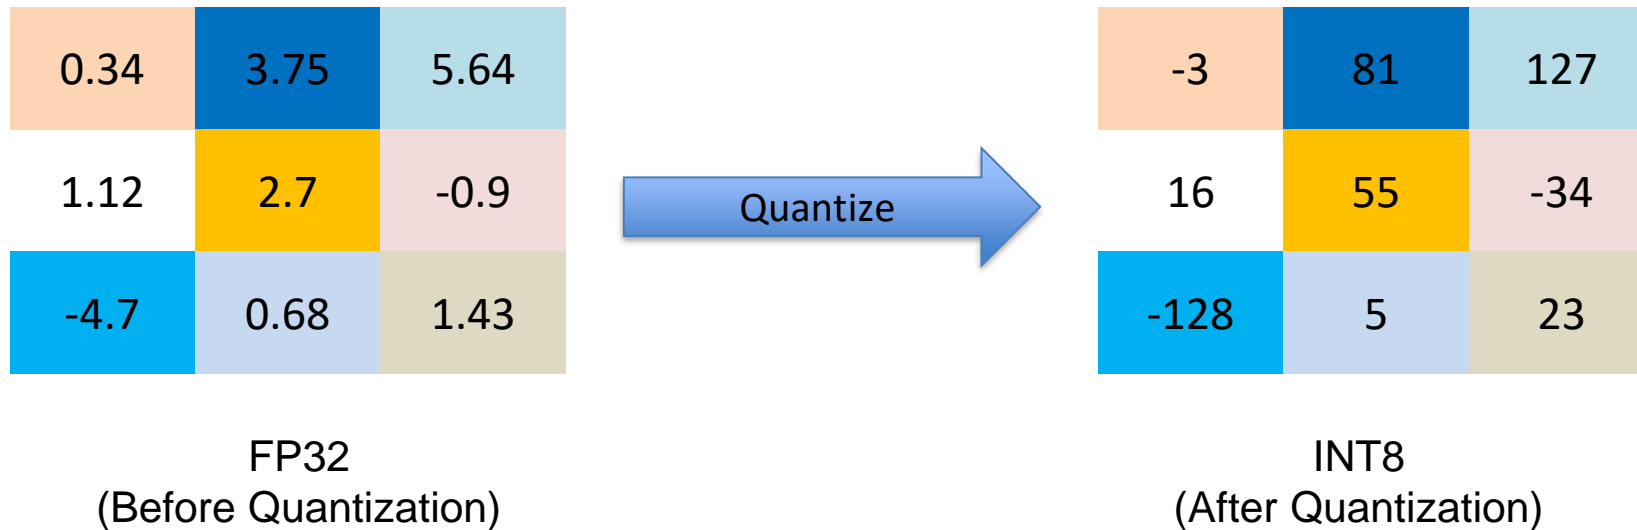 0.34 3.75 5.64
1.12 2.7 -0.9
-4.7 0.68 1.43
FP32
(Before Quantization)
Quantize
-3 81 127
16 55 -34
-128 5 23
INT8
(After Quantization)